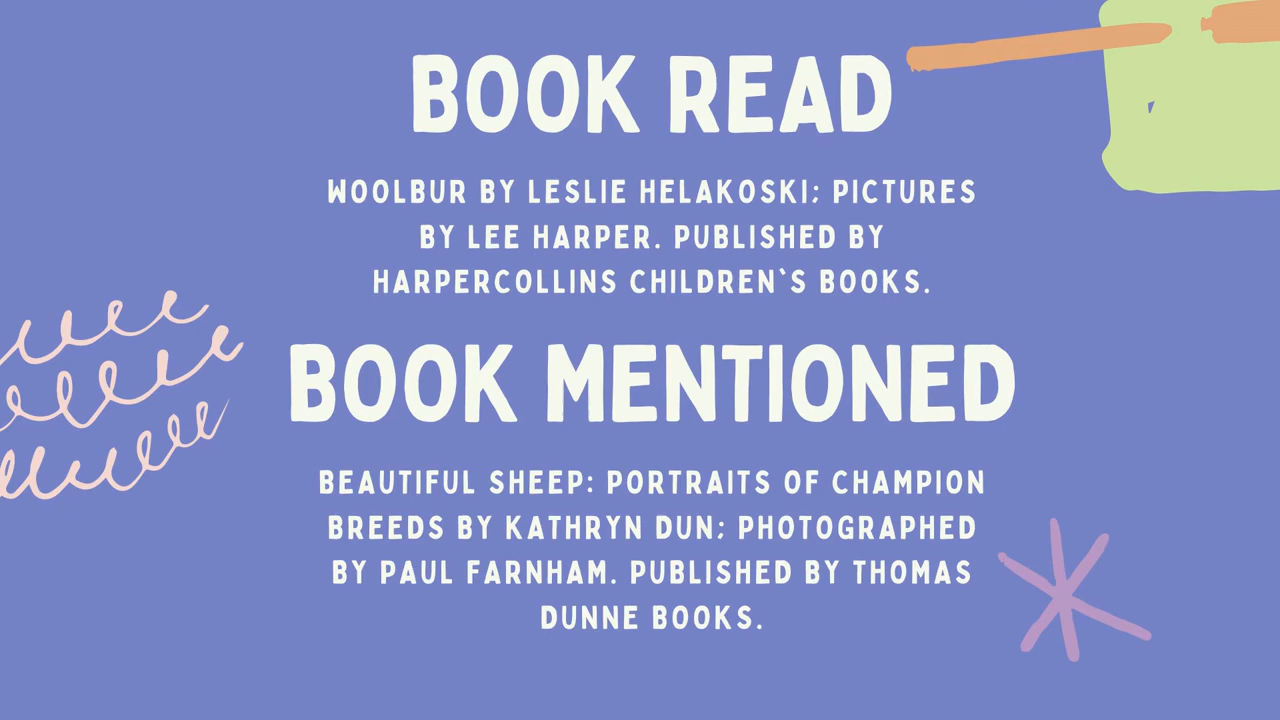 BOOK READ
WOOLBUR BY LESLIE HELAKOSKI; PICTURES
BY LEE HARPER. PUBLISHED BY
HARPERCOLLINS CHILDREN`S BOOKS.
BOOK MENTIONED
BEAUTIFUL SHEEP: PORTRAITS OF CHAMPION
BREEDS BY KATHRYN DUN; PHOTOGRAPHED
BY PAUL FARNHAM. PUBLISHED BY THOMAS
DUNNE BOOKS.